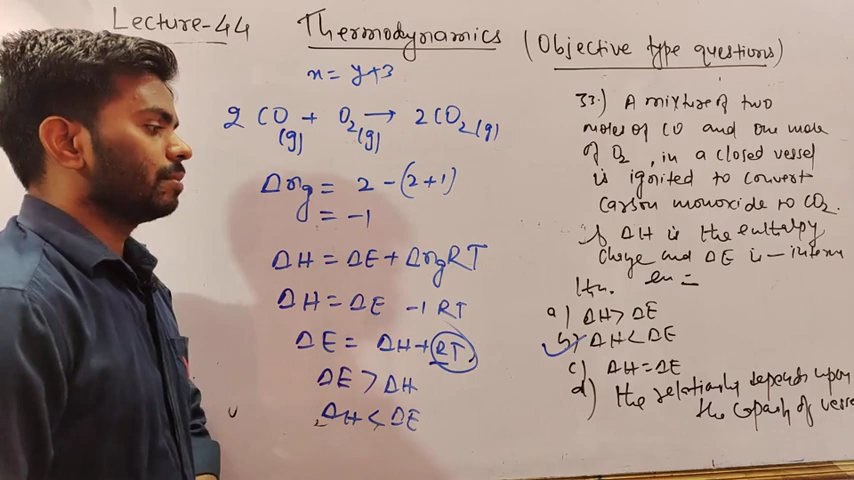 Lecture-44 Thermodynamics (Objective type questions)
x = y+3
2 CO(g) + O2(g) → 2CO2(g)
Δng = 2 - (2+1)
= -1
ΔH = ΔE + ΔngRT
ΔH = ΔE - 1 RT
ΔE = ΔH + RT
ΔE > ΔH
ΔH < ΔE
33.) A mixture of two
moles of CO and one mole
of O2, in a closed vessel
is ignited to convert
carbon monoxide to CO2.
if ΔH is the enthalpy
change and ΔE is — intern
then.
a) ΔH > ΔE
b) ΔH < ΔE
c) ΔH = ΔE
d) the relationship depends upon
the capacity of vesse